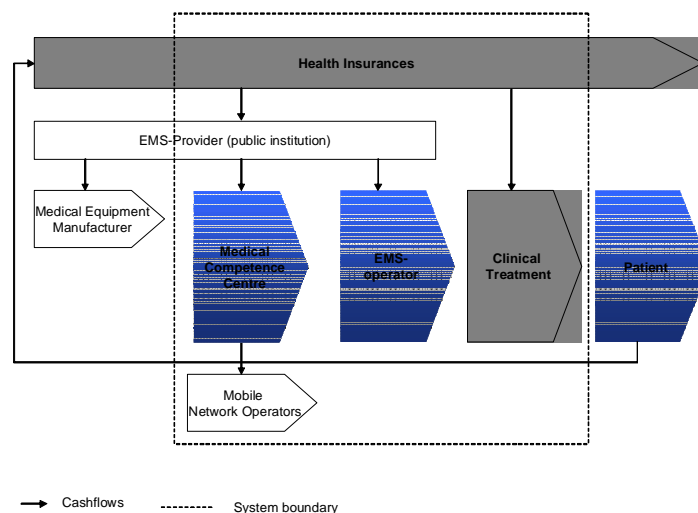 Health Insurances
EMS-Provider (public institution)
Medical Equipment
Manufacturer
Medical
Competence
Centre
EMS-
operator
Clinical
Treatment
Patient
Mobile
Network Operators
Cashflows
System boundary